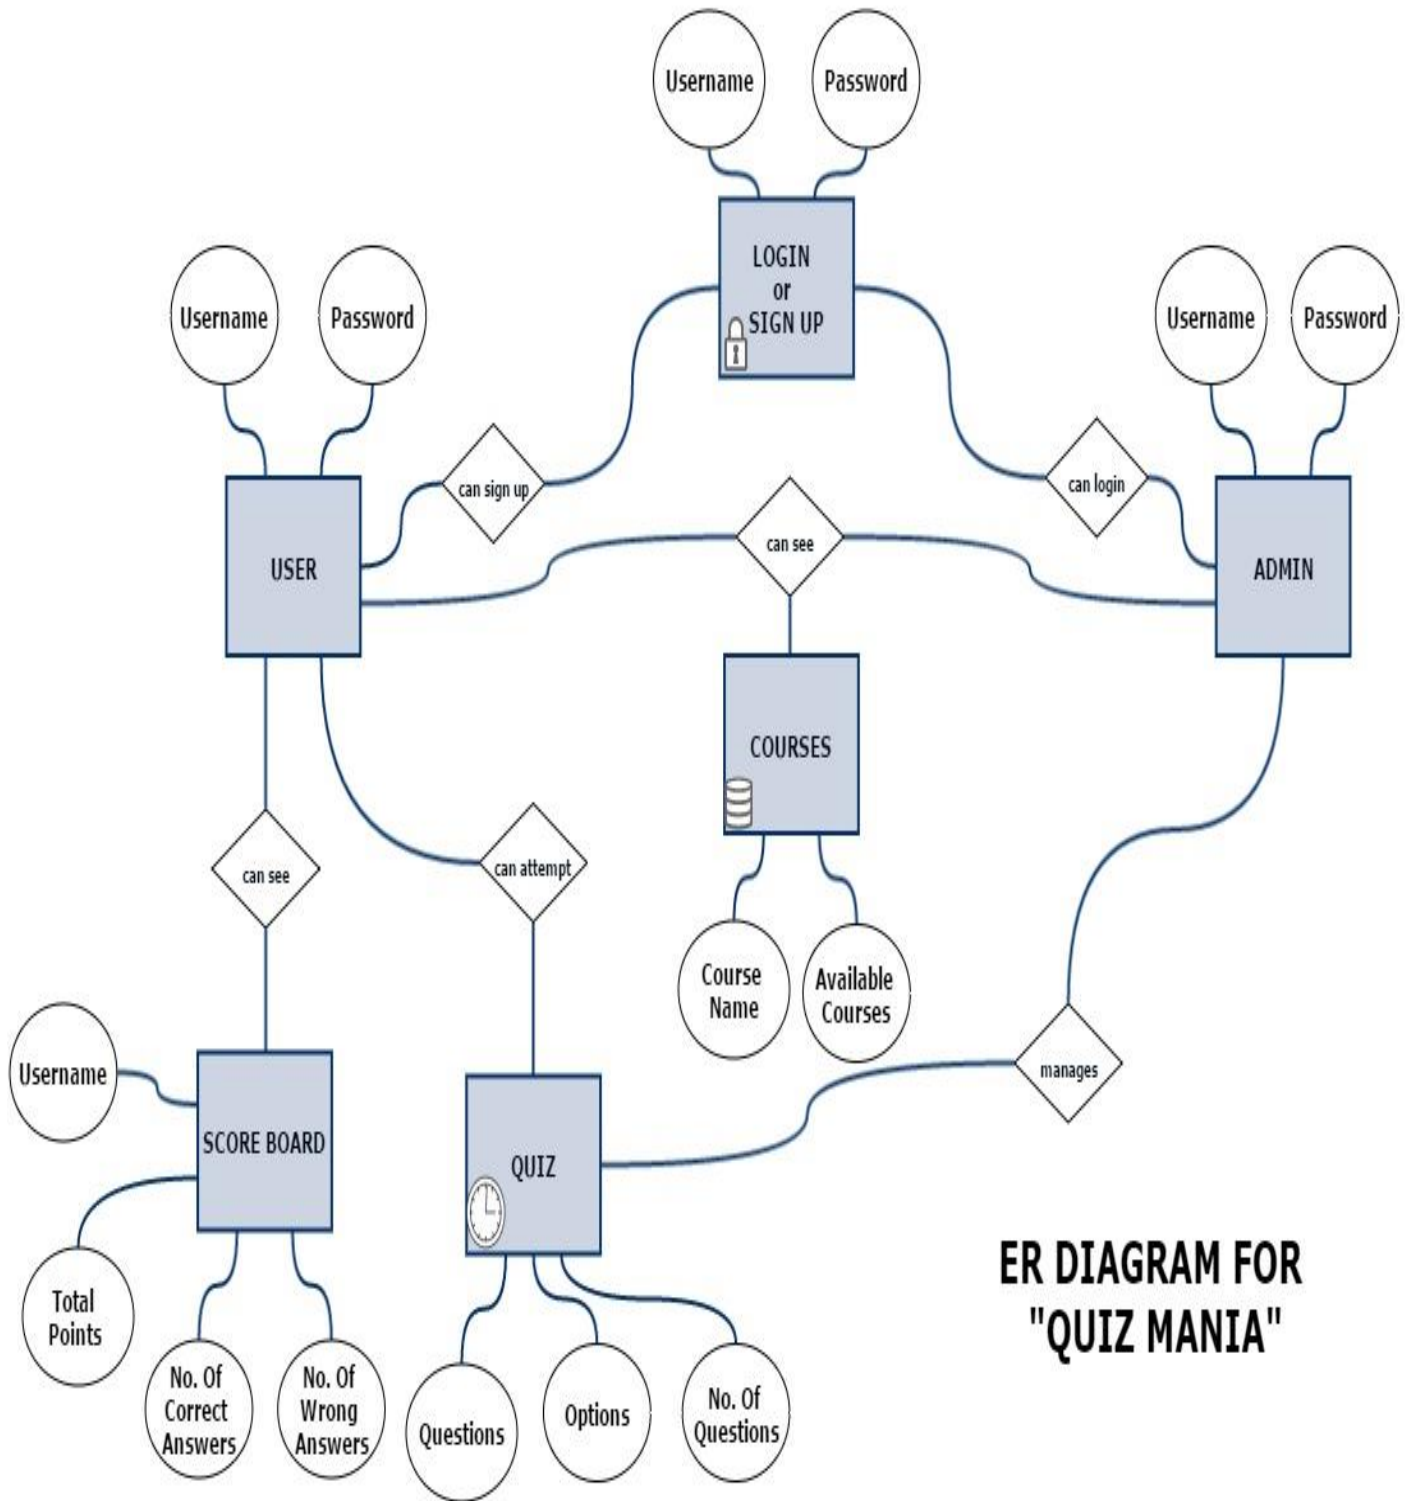 Username
Password
LOGIN
or
SIGN UP
Username
Password
Username
Password
can sign up
can login
can see
USER
ADMIN
COURSES
can see
can attempt
Course
Name
Available
Courses
Username
manages
SCORE BOARD
QUIZ
Total
Points
No. Of
Correct
Answers
No. Of
Wrong
Answers
Questions
Options
No. Of
Questions
ER DIAGRAM FOR
"QUIZ MANIA"